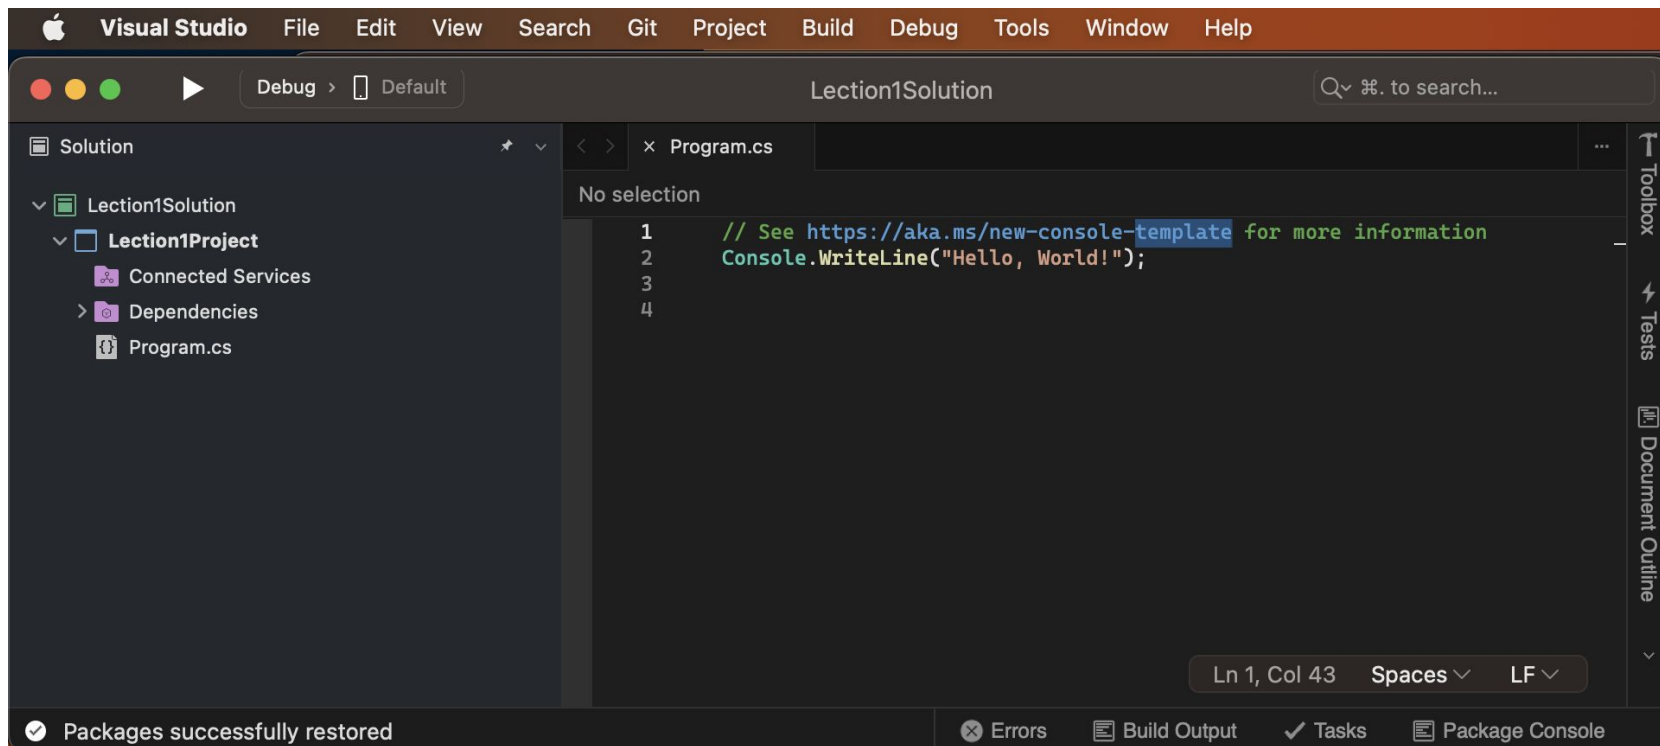 Visual Studio File Edit View Search Git Project Build Debug Tools Window Help
Debug > Default
Lection1Solution
⌘. to search...
Solution
Lection1Solution
Lection1Project
Connected Services
Dependencies
Program.cs
× Program.cs
...
No selection
1 // See https://aka.ms/new-console-template for more information
2 Console.WriteLine("Hello, World!");
3
4
Toolbox
Tests
Document Outline
Ln 1, Col 43 Spaces LF
Packages successfully restored
Errors Build Output Tasks Package Console